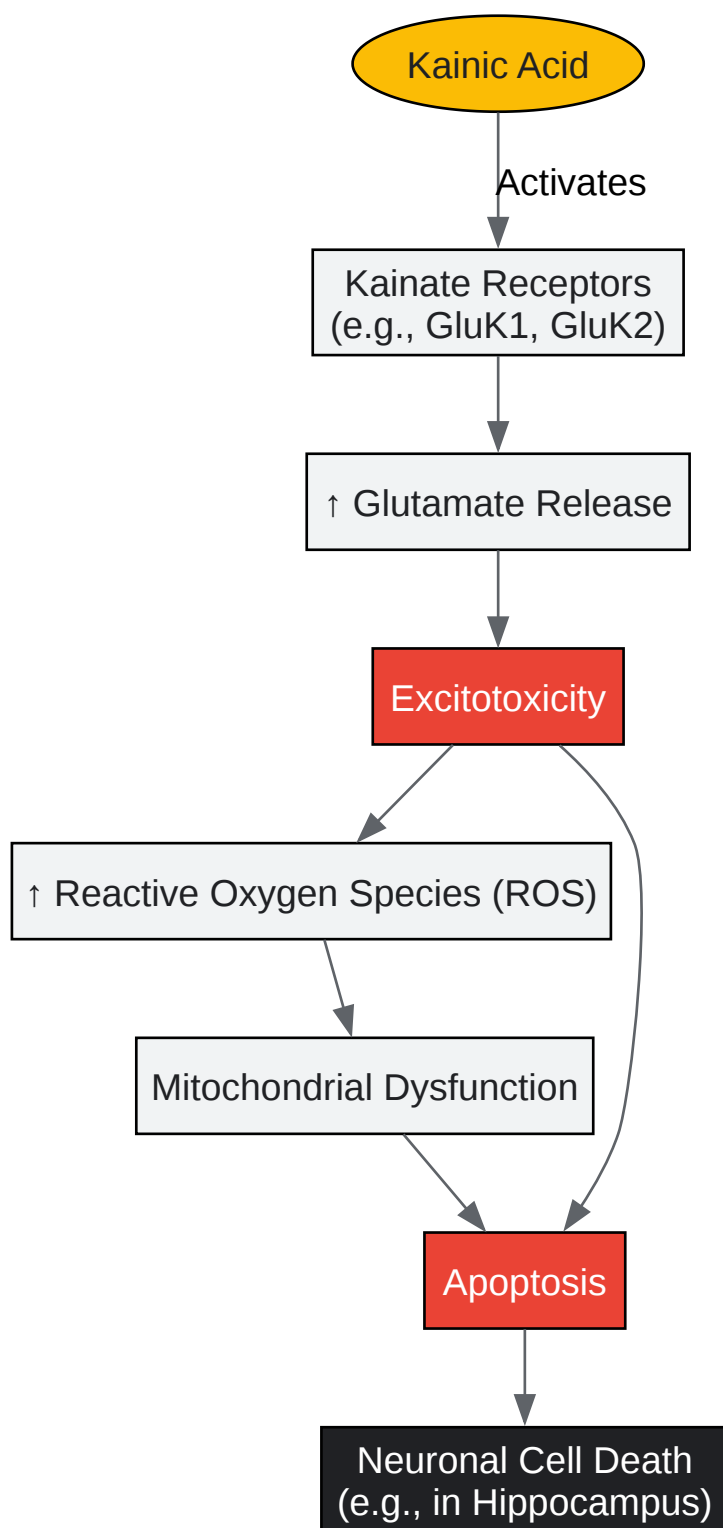 Kainic Acid
Activates
Kainate Receptors
(e.g., GluK1, GluK2)
↑ Glutamate Release
Excitotoxicity
↑ Reactive Oxygen Species (ROS)
Mitochondrial Dysfunction
Apoptosis
Neuronal Cell Death
(e.g., in Hippocampus)